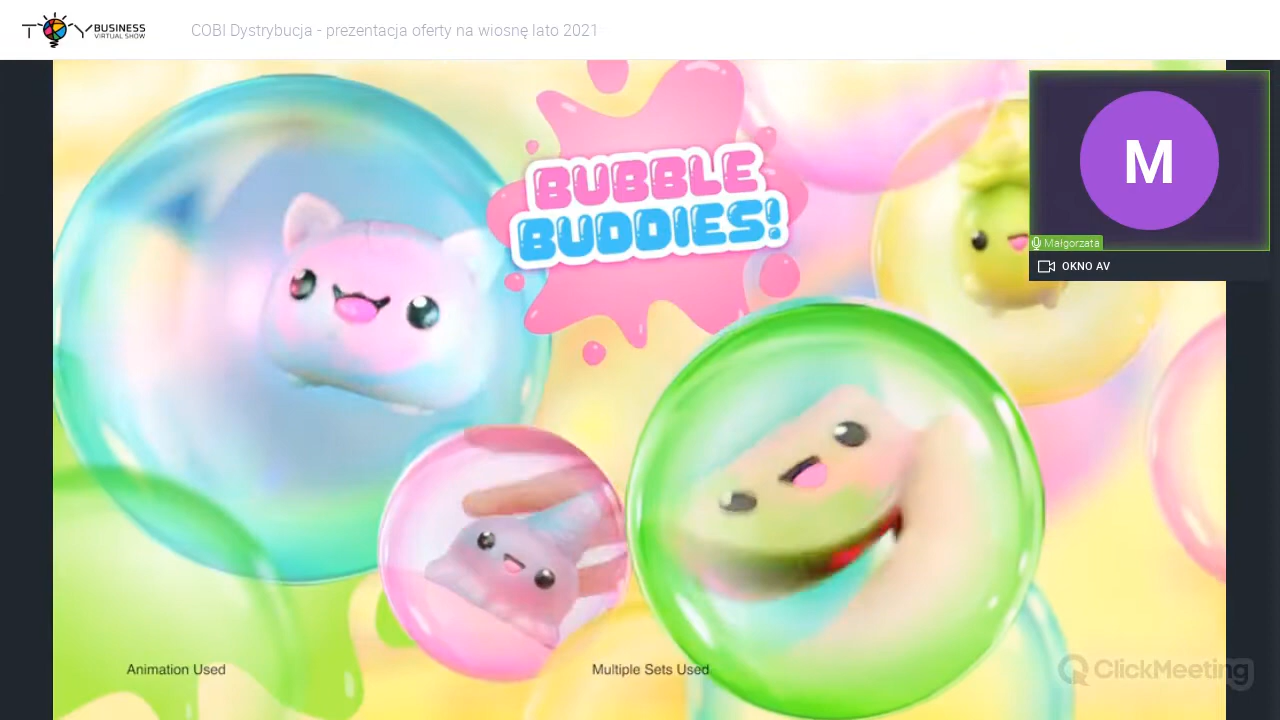 TOY BUSINESS
VIRTUAL SHOW
COBI Dystrybucja - prezentacja oferty na wiosnę lato 2021
BUBBLE
BUDDIES!
M
Małgorzata
OKNO AV
Animation Used
Multiple Sets Used
ClickMeeting